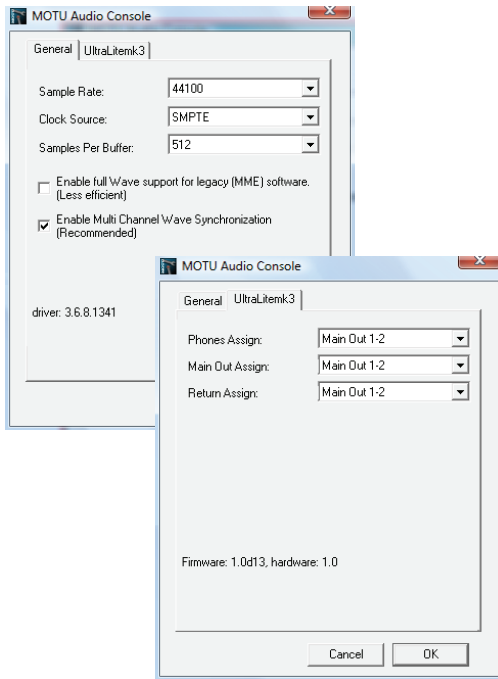 MOTU Audio Console
General UltraLitemk3
Sample Rate: 44100
Clock Source: SMPTE
Samples Per Buffer: 512
Enable full Wave support for legacy (MME) software.
(Less efficient)
Enable Multi Channel Wave Synchronization
(Recommended)
driver: 3.6.8.1341
MOTU Audio Console
General UltraLitemk3
Phones Assign: Main Out 1-2
Main Out Assign: Main Out 1-2
Return Assign: Main Out 1-2
Firmware: 1.0d13, hardware: 1.0
Cancel OK